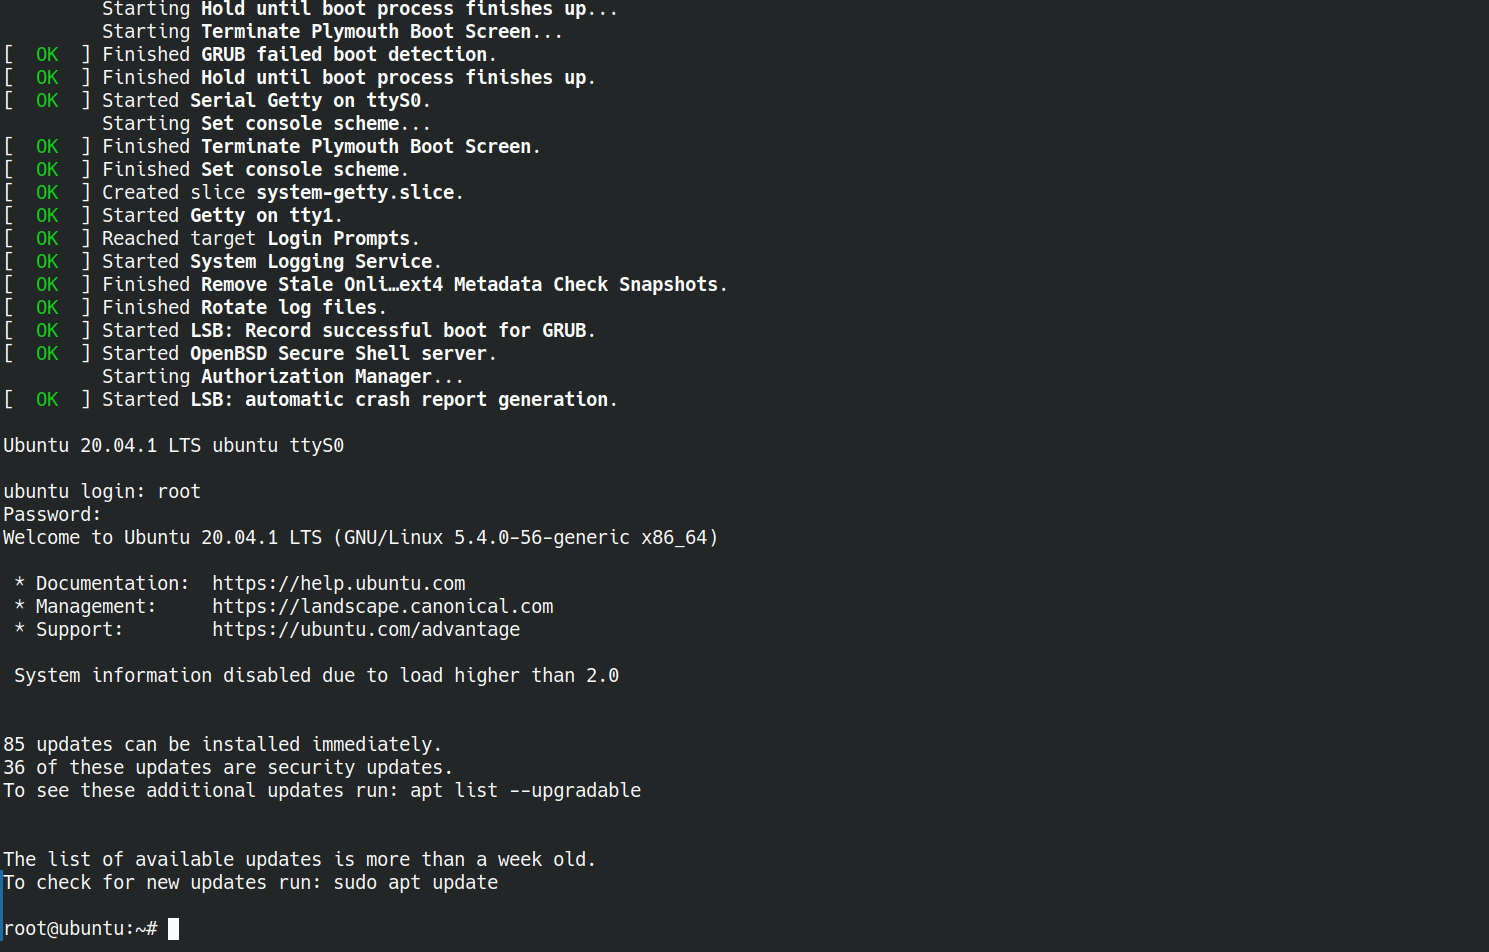 Starting Hold until boot process finishes up...
Starting Terminate Plymouth Boot Screen...
[  OK  ] Finished GRUB failed boot detection.
[  OK  ] Finished Hold until boot process finishes up.
[  OK  ] Started Serial Getty on ttyS0.
Starting Set console scheme...
[  OK  ] Finished Terminate Plymouth Boot Screen.
[  OK  ] Finished Set console scheme.
[  OK  ] Created slice system-getty.slice.
[  OK  ] Started Getty on tty1.
[  OK  ] Reached target Login Prompts.
[  OK  ] Started System Logging Service.
[  OK  ] Finished Remove Stale Onli…ext4 Metadata Check Snapshots.
[  OK  ] Finished Rotate log files.
[  OK  ] Started LSB: Record successful boot for GRUB.
[  OK  ] Started OpenBSD Secure Shell server.
Starting Authorization Manager...
[  OK  ] Started LSB: automatic crash report generation.
Ubuntu 20.04.1 LTS ubuntu ttyS0
ubuntu login: root
Password:
Welcome to Ubuntu 20.04.1 LTS (GNU/Linux 5.4.0-56-generic x86_64)
* Documentation:  https://help.ubuntu.com
* Management:     https://landscape.canonical.com
* Support:        https://ubuntu.com/advantage
System information disabled due to load higher than 2.0
85 updates can be installed immediately.
36 of these updates are security updates.
To see these additional updates run: apt list --upgradable
The list of available updates is more than a week old.
To check for new updates run: sudo apt update
root@ubuntu:~#